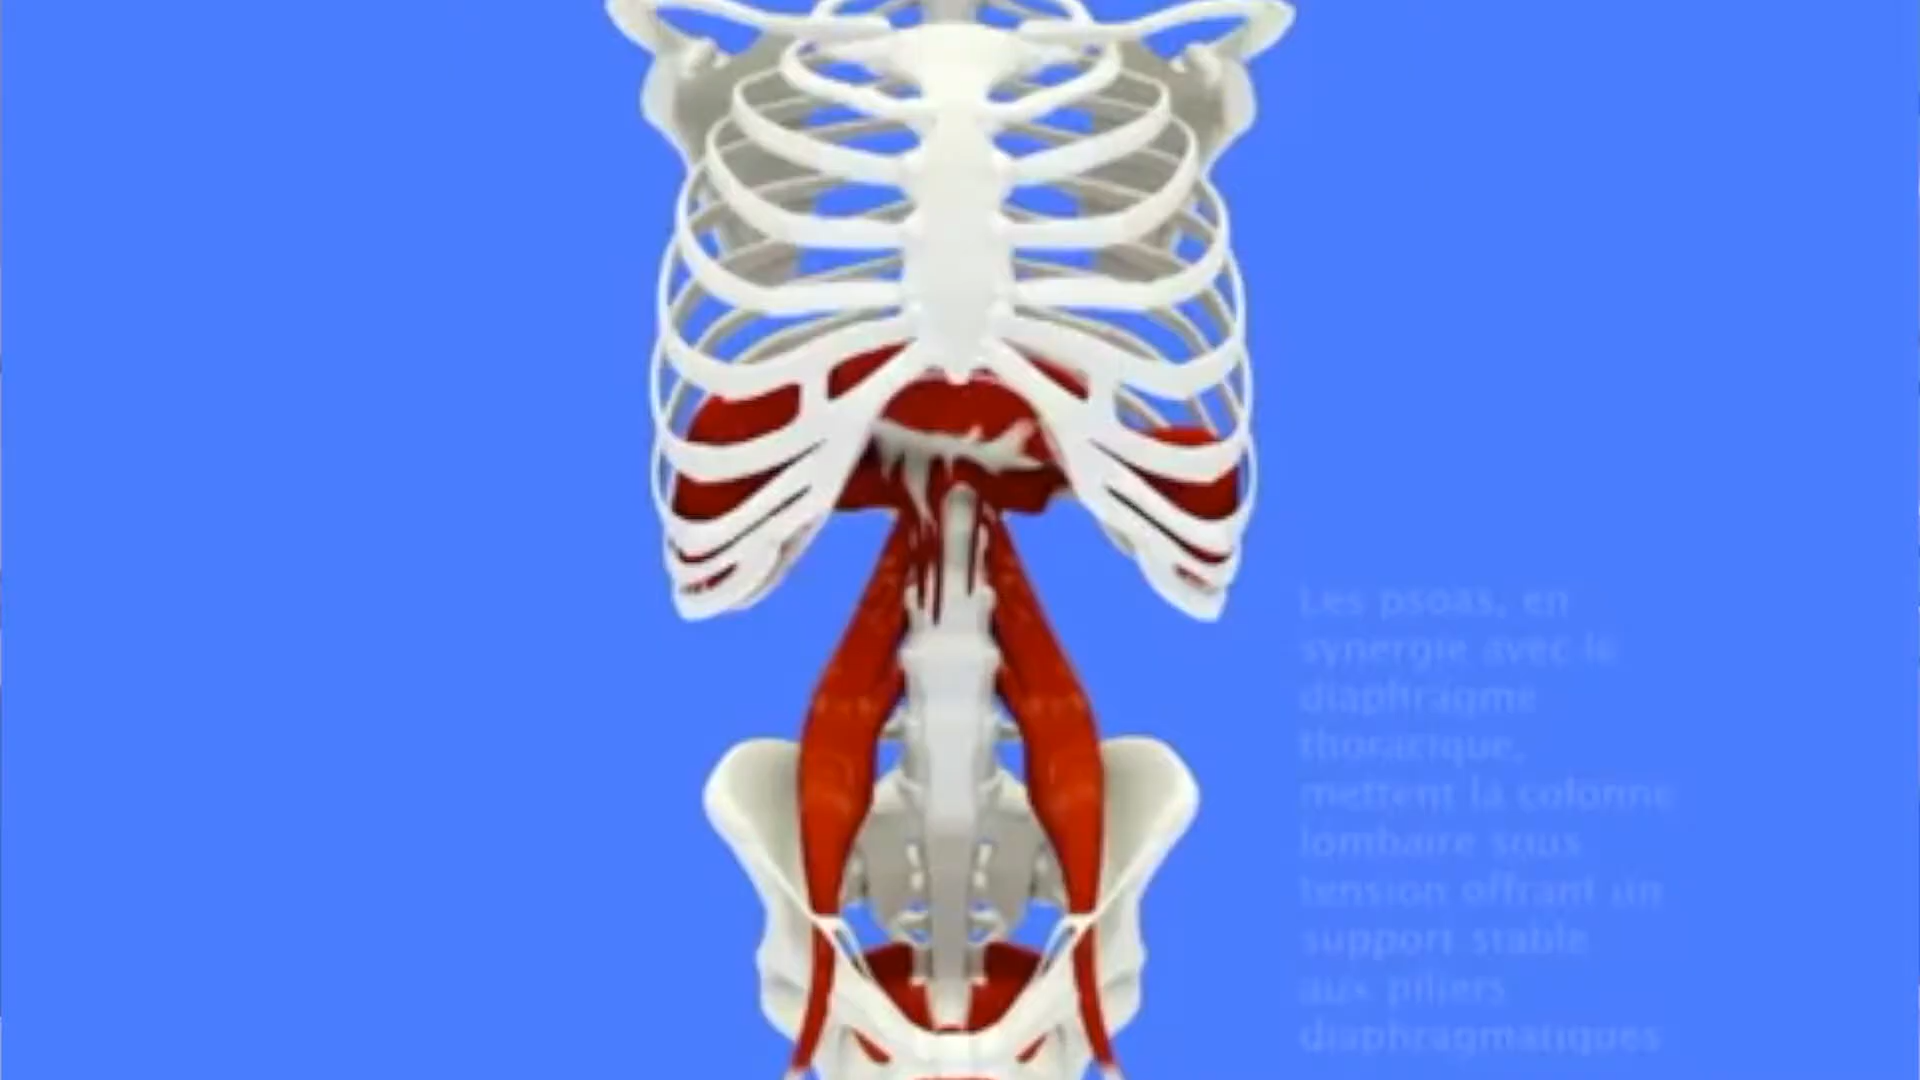 Les psoas, en
synergie avec le
diaphragme
thoracique,
mettent la colonne
lombaire sous
tension offrant un
support stable
aux piliers
diaphragmatiques